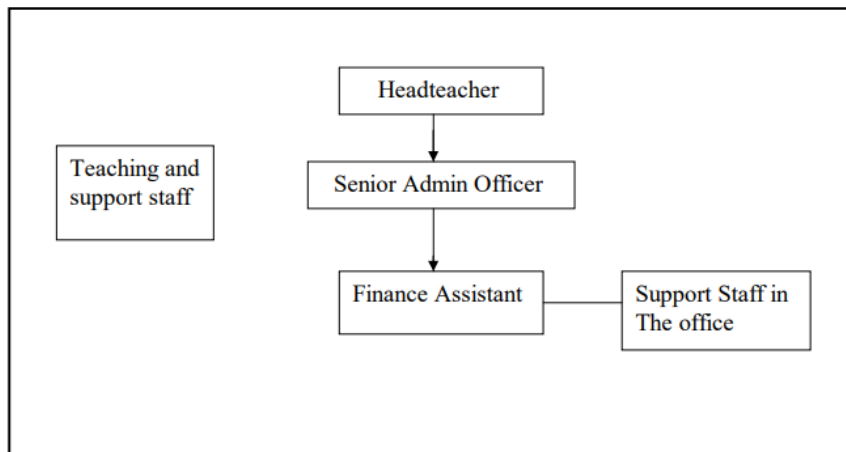 Headteacher
Teaching and
support staff
Senior Admin Officer
Finance Assistant
Support Staff in
The office